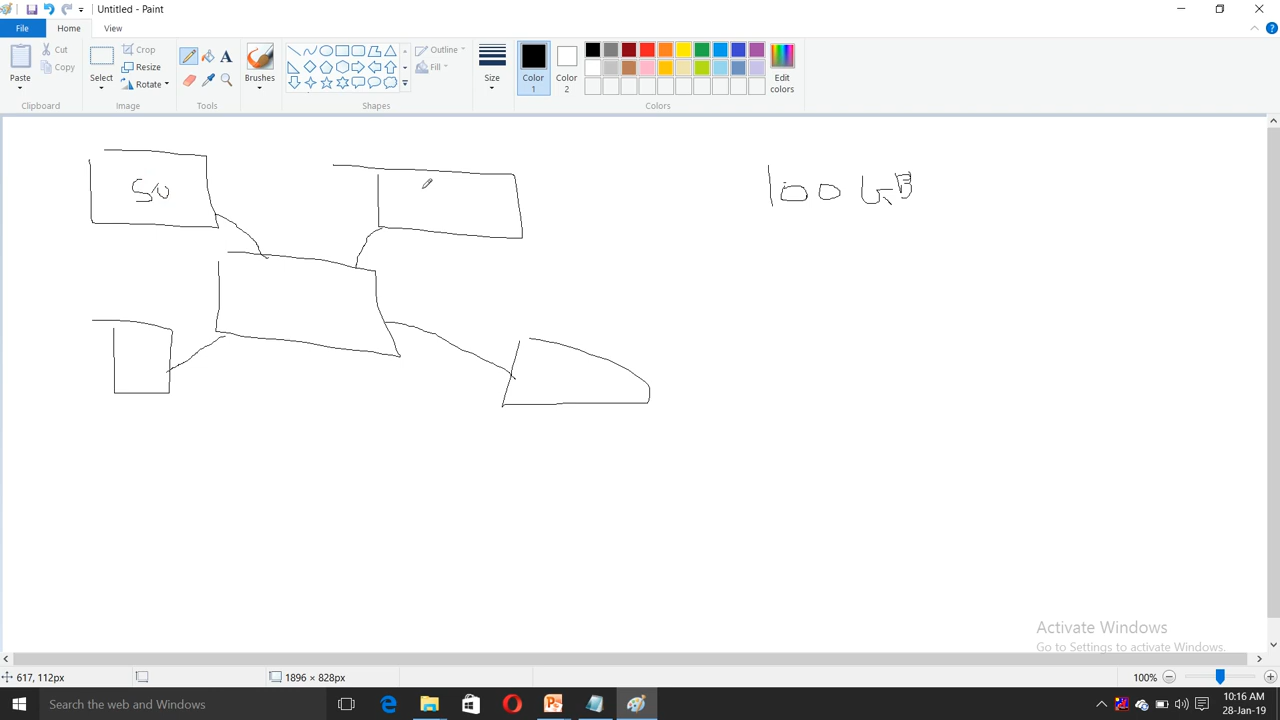 Untitled - Paint
File Home View
Paste
Cut
Copy
Clipboard
Select
Crop
Resize
Rotate
Image
Tools
Brushes
Outline
Fill
Shapes
Size
Color 1
Color 2
Edit colors
Colors
50
100 GB
Activate Windows
Go to Settings to activate Windows.
617, 112px
1896 × 828px
100%
Search the web and Windows
10:16 AM
28-Jan-19